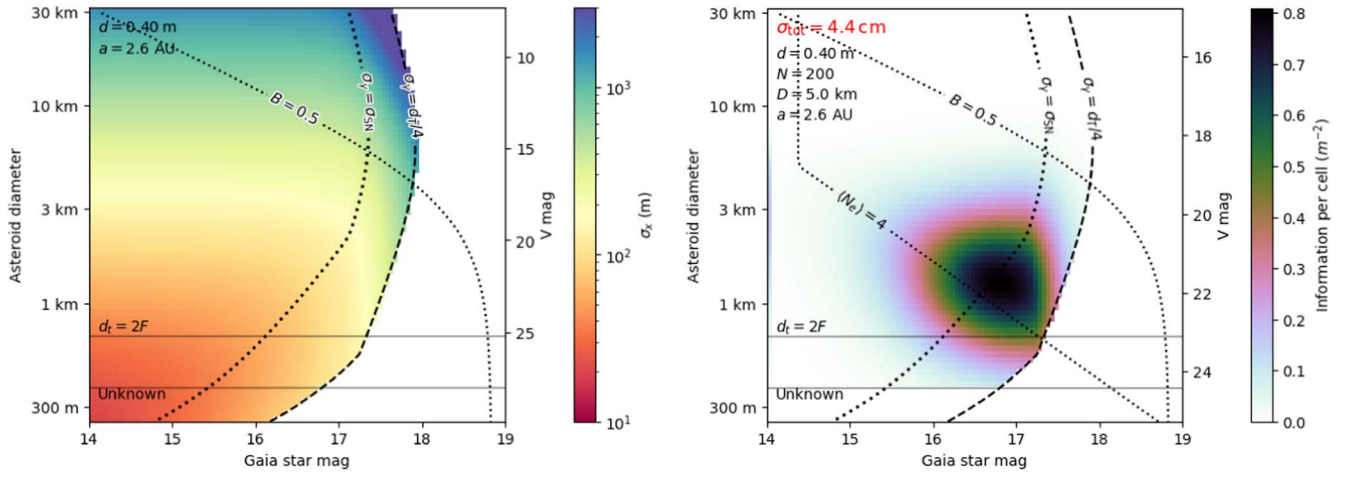 30 km
10 km
3 km
1 km
300 m
Asteroid diameter
d = 0.40 m
a = 2.6 AU
B = 0.5
σy = σSN
σy = dT/4
dt = 2F
Unknown
14 15 16 17 18 19
Gaia star mag
10
15
20
25
V mag
10³
10²
10¹
σx (m)
30 km
10 km
3 km
1 km
300 m
Asteroid diameter
σtot = 4.4 cm
d = 0.40 m
N = 200
D = 5.0 km
a = 2.6 AU
B = 0.5
σy = σSN
σy = dT/4
⟨Ne⟩ = 4
dt = 2F
Unknown
14 15 16 17 18 19
Gaia star mag
16
18
20
22
24
V mag
0.8
0.7
0.6
0.5
0.4
0.3
0.2
0.1
0.0
Information per cell (m⁻²)